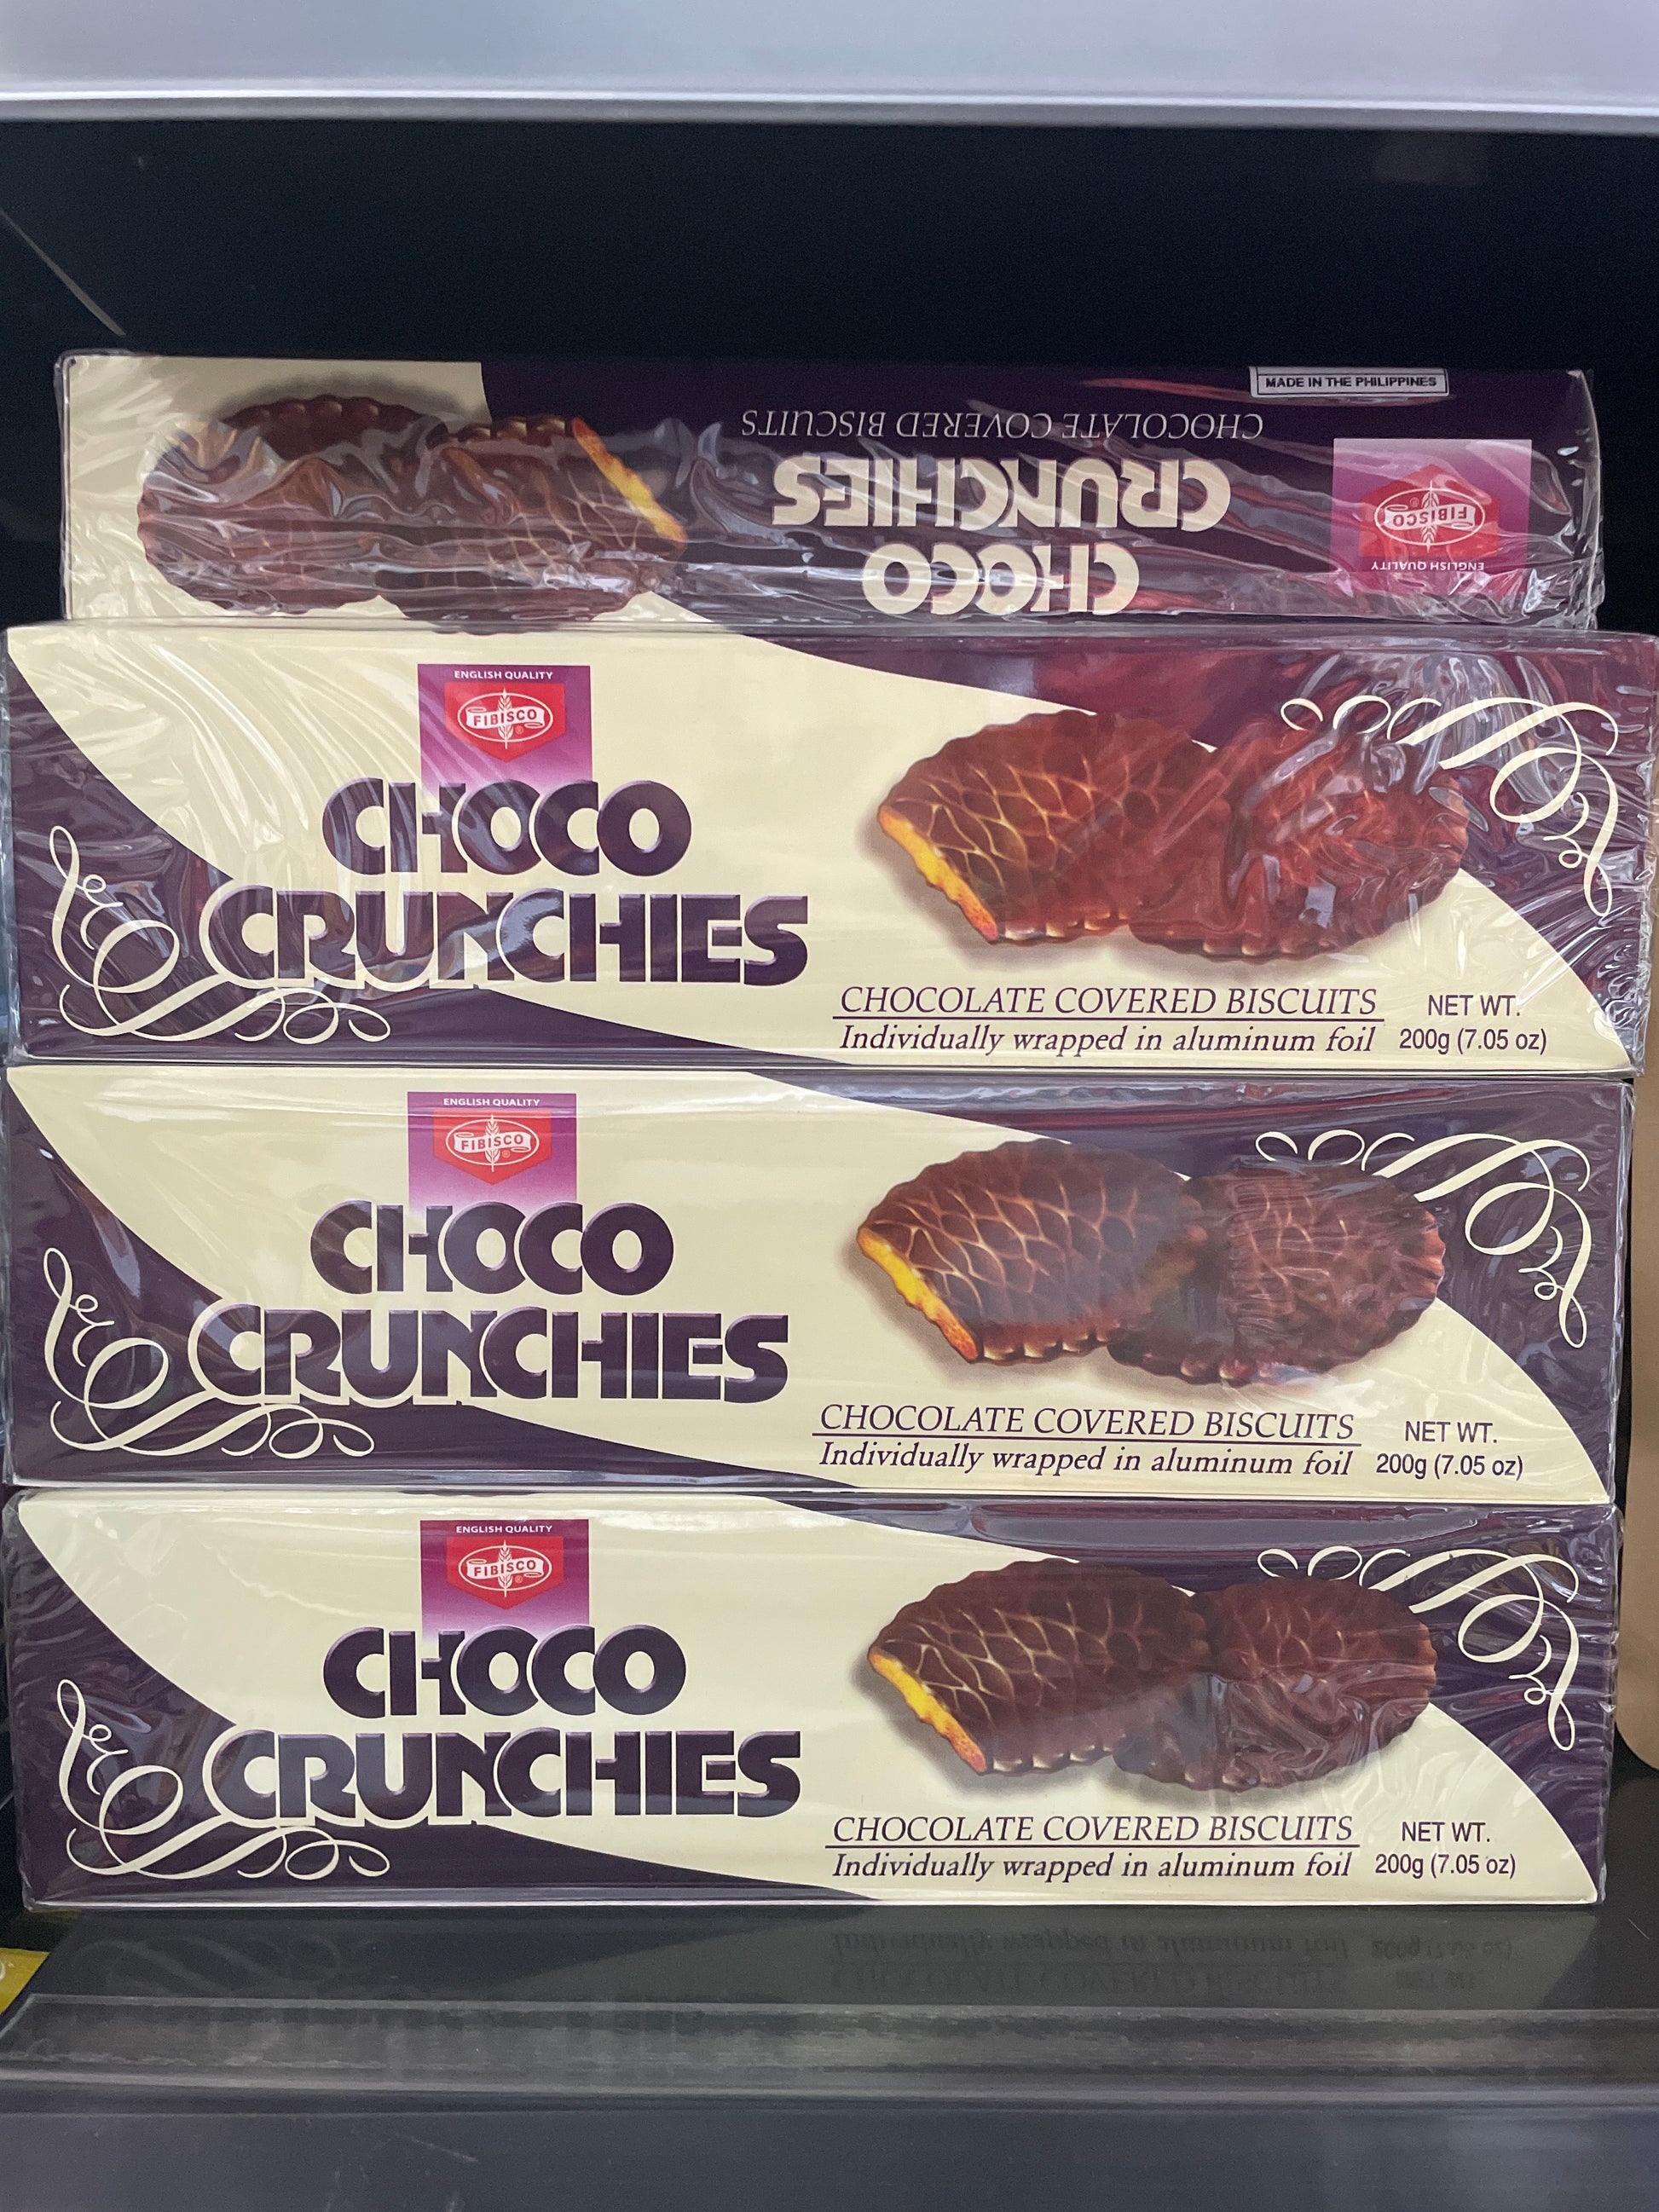 MADE IN THE PHILIPPINES
ENGLISH QUALITY
FIBISCO
CHOCO
CRUNCHIES
CHOCOLATE COVERED BISCUITS
ENGLISH QUALITY
FIBISCO
CHOCO
CRUNCHIES
CHOCOLATE COVERED BISCUITS
Individually wrapped in aluminum foil
NET WT.
200g (7.05 oz)
ENGLISH QUALITY
FIBISCO
CHOCO
CRUNCHIES
CHOCOLATE COVERED BISCUITS
Individually wrapped in aluminum foil
NET WT.
200g (7.05 oz)
ENGLISH QUALITY
FIBISCO
CHOCO
CRUNCHIES
CHOCOLATE COVERED BISCUITS
Individually wrapped in aluminum foil
NET WT.
200g (7.05 oz)